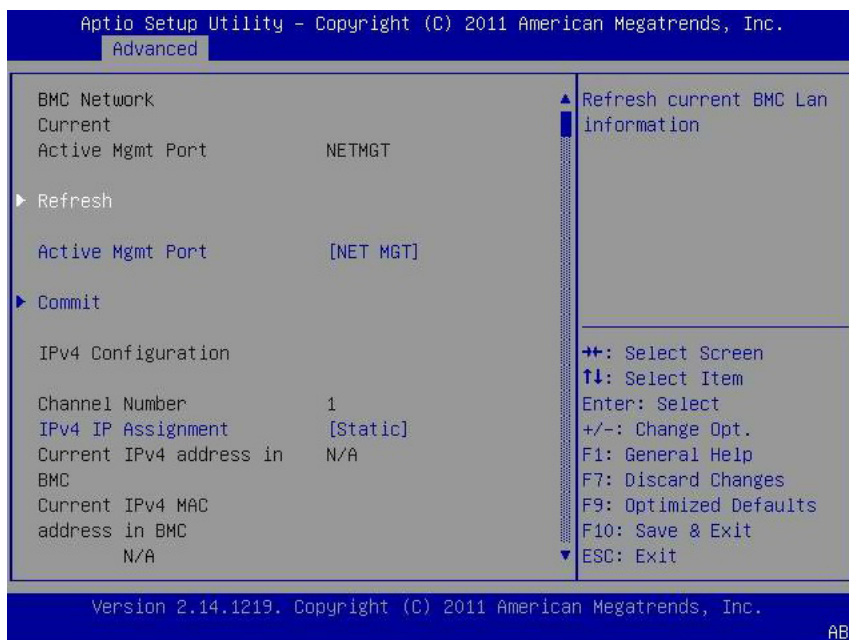 Aptio Setup Utility – Copyright (C) 2011 American Megatrends, Inc.
Advanced
BMC Network
Current
Active Mgmt Port NETMGT
Refresh
Active Mgmt Port [NET MGT]
Commit
IPv4 Configuration
Channel Number 1
IPv4 IP Assignment [Static]
Current IPv4 address in N/A
BMC
Current IPv4 MAC
address in BMC
N/A
Refresh current BMC Lan
information
→←: Select Screen
↑↓: Select Item
Enter: Select
+/-: Change Opt.
F1: General Help
F7: Discard Changes
F9: Optimized Defaults
F10: Save & Exit
ESC: Exit
Version 2.14.1219. Copyright (C) 2011 American Megatrends, Inc.
AB